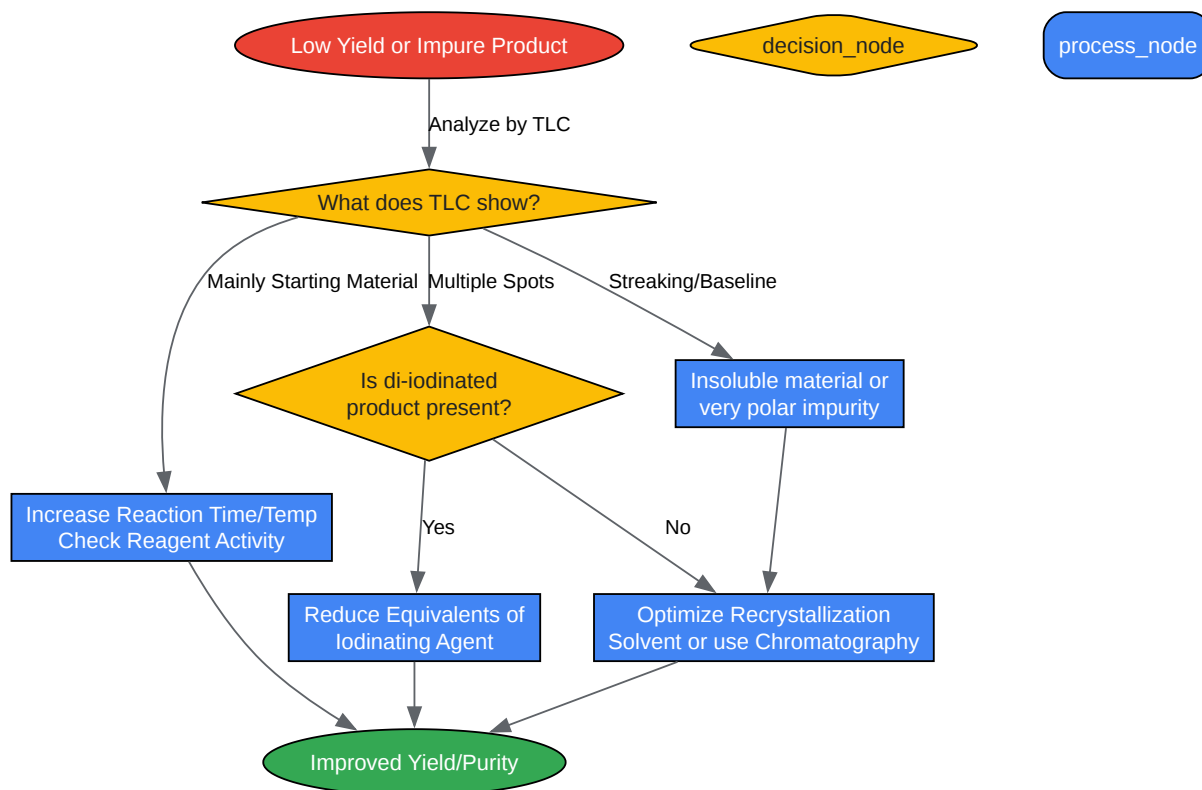 Low Yield or Impure Product
decision_node
process_node
Analyze by TLC
What does TLC show?
Mainly Starting Material
Multiple Spots
Streaking/Baseline
Is di-iodinated
product present?
Insoluble material or
very polar impurity
Increase Reaction Time/Temp
Check Reagent Activity
Yes
No
Reduce Equivalents of
Iodinating Agent
Optimize Recrystallization
Solvent or use Chromatography
Improved Yield/Purity